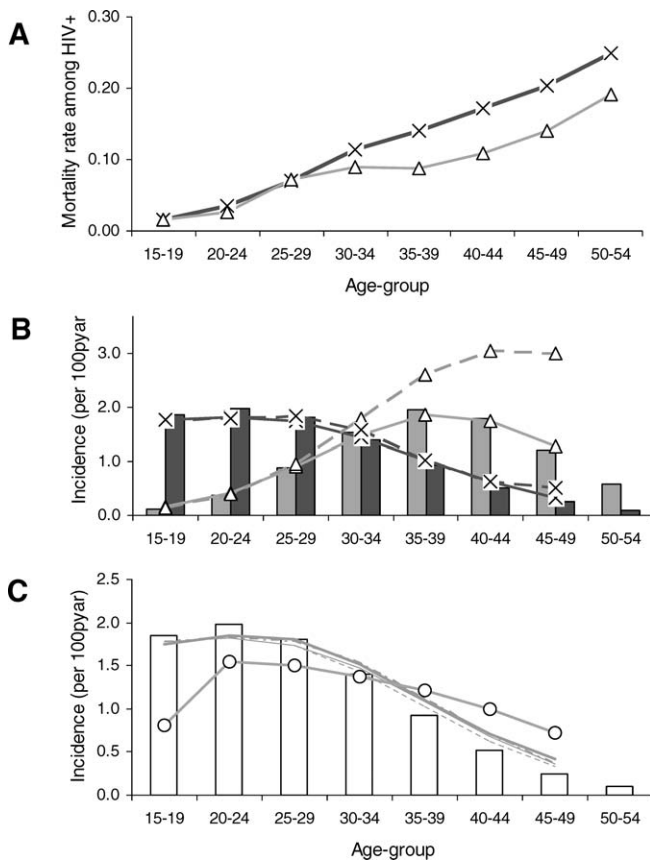 A
Mortality rate among HIV+
0.30
0.20
0.10
0.00
15-19 20-24 25-29 30-34 35-39 40-44 45-49 50-54
Age-group
B
Incidence (per 100pyar
3.0
2.0
1.0
0.0
15-19 20-24 25-29 30-34 35-39 40-44 45-49 50-54
C
Incidence (per 100pyar)
2.5
2.0
1.5
1.0
0.5
0.0
15-19 20-24 25-29 30-34 35-39 40-44 45-49 50-54
Age-group